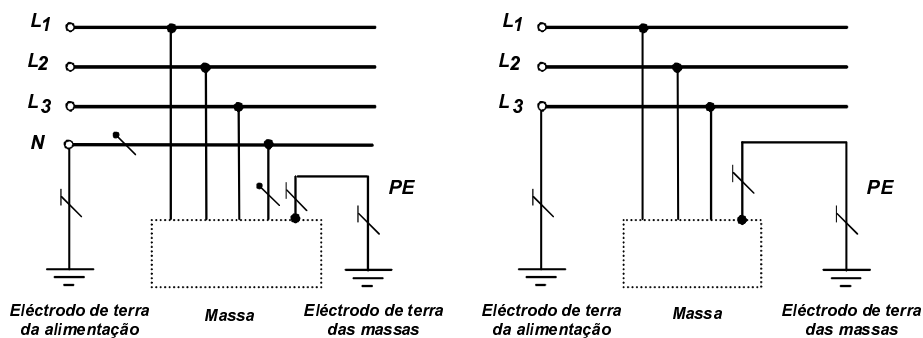 L1
L2
L3
N
PE
Eléctrodo de terra
da alimentação
Massa
Eléctrodo de terra
das massas
L1
L2
L3
PE
Eléctrodo de terra
da alimentação
Massa
Eléctrodo de terra
das massas